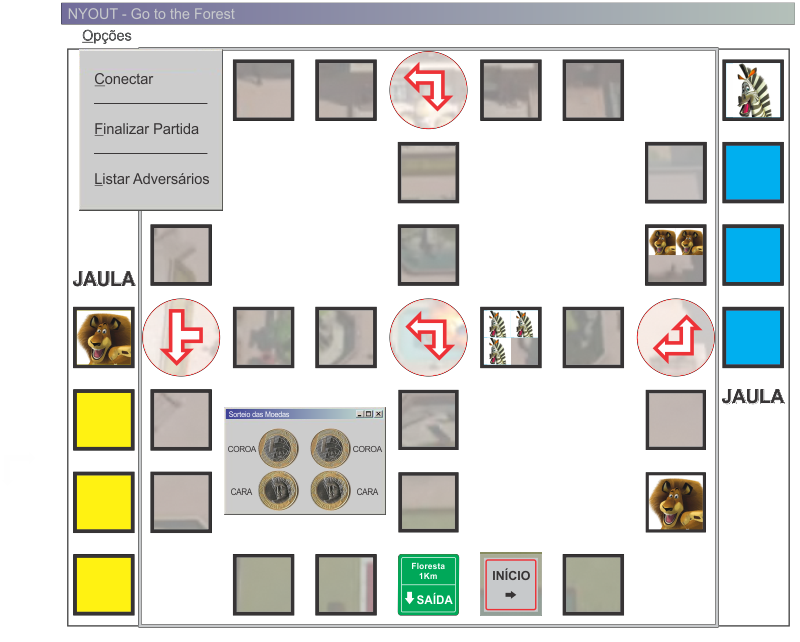 NYOUT - Go to the Forest
Opções
Conectar
Finalizar Partida
Listar Adversários
JAULA
JAULA
Sorteio das Moedas
COROA
COROA
CARA
CARA
Floresta
1Km
SAÍDA
INÍCIO